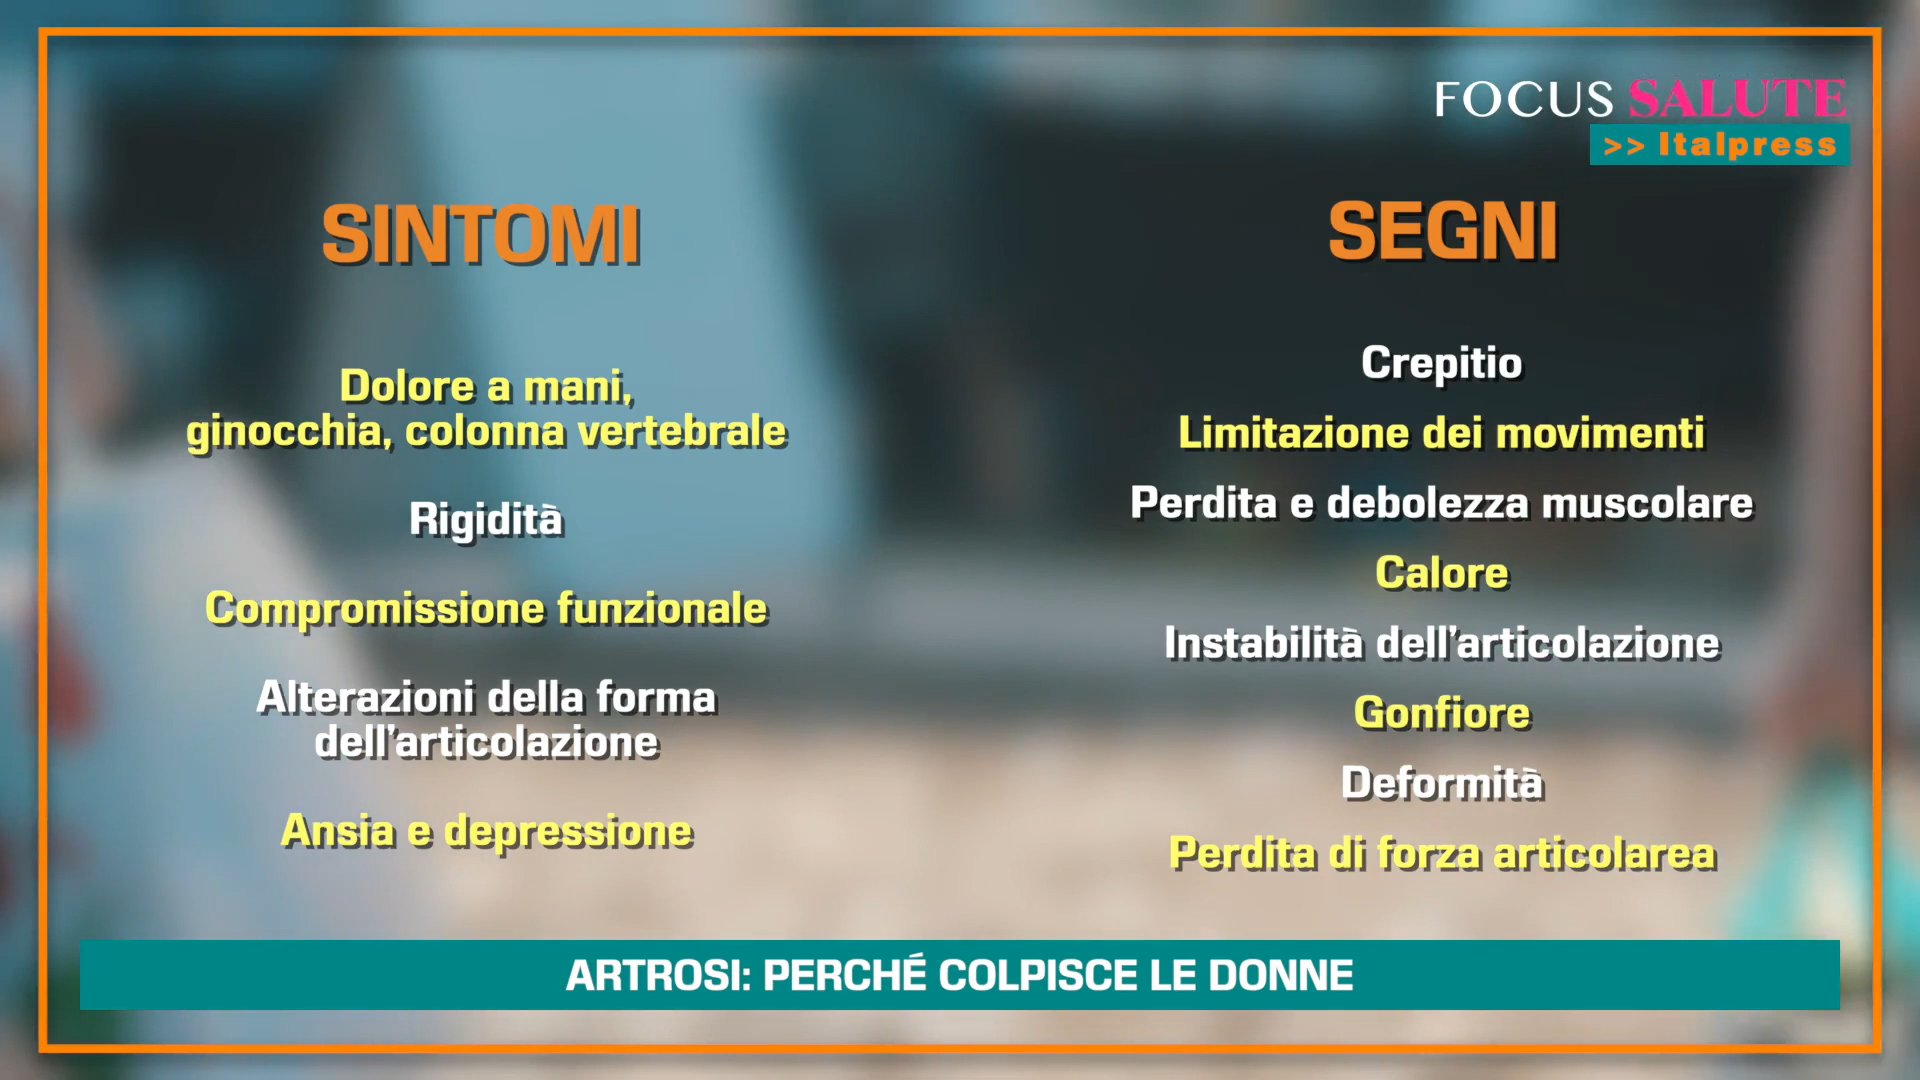 FOCUS SALUTE
>> Italpress
SINTOMI
Dolore a mani,
ginocchia, colonna vertebrale
Rigidità
Compromissione funzionale
Alterazioni della forma
dell'articolazione
Ansia e depressione
SEGNI
Crepitio
Limitazione dei movimenti
Perdita e debolezza muscolare
Calore
Instabilità dell'articolazione
Gonfiore
Deformità
Perdita di forza articolarea
ARTROSI: PERCHÉ COLPISCE LE DONNE